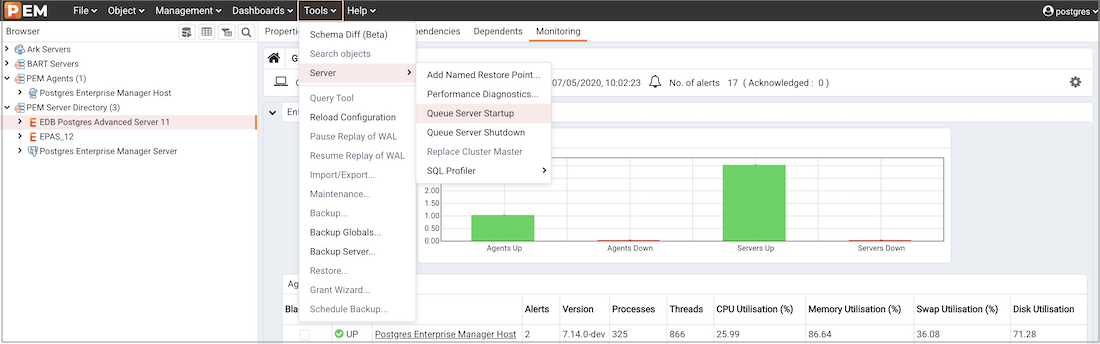 PEM File Object Management Dashboards Tools Help postgres
Browser
Ark Servers
BART Servers
PEM Agents (1)
Postgres Enterprise Manager Host
PEM Server Directory (3)
EDB Postgres Advanced Server 11
EPAS_12
Postgres Enterprise Manager Server
Dependents Monitoring
Schema Diff (Beta)
Search objects
Server
Query Tool
Reload Configuration
Pause Replay of WAL
Resume Replay of WAL
Import/Export...
Maintenance...
Backup...
Backup Globals...
Backup Server...
Restore...
Grant Wizard...
Schedule Backup...
Add Named Restore Point...
Performance Diagnostics...
Queue Server Startup
Queue Server Shutdown
Replace Cluster Master
SQL Profiler
07/05/2020, 10:02:23 No. of alerts 17 ( Acknowledged : 0 )
2.00
1.50
1.00
0.50
0.00
Agents Up Agents Down Servers Up Servers Down
Alerts Version Processes Threads CPU Utilisation (%) Memory Utilisation (%) Swap Utilisation (%) Disk Utilisation
UP Postgres Enterprise Manager Host 2 7.14.0-dev 325 866 25.99 86.64 36.08 71.28